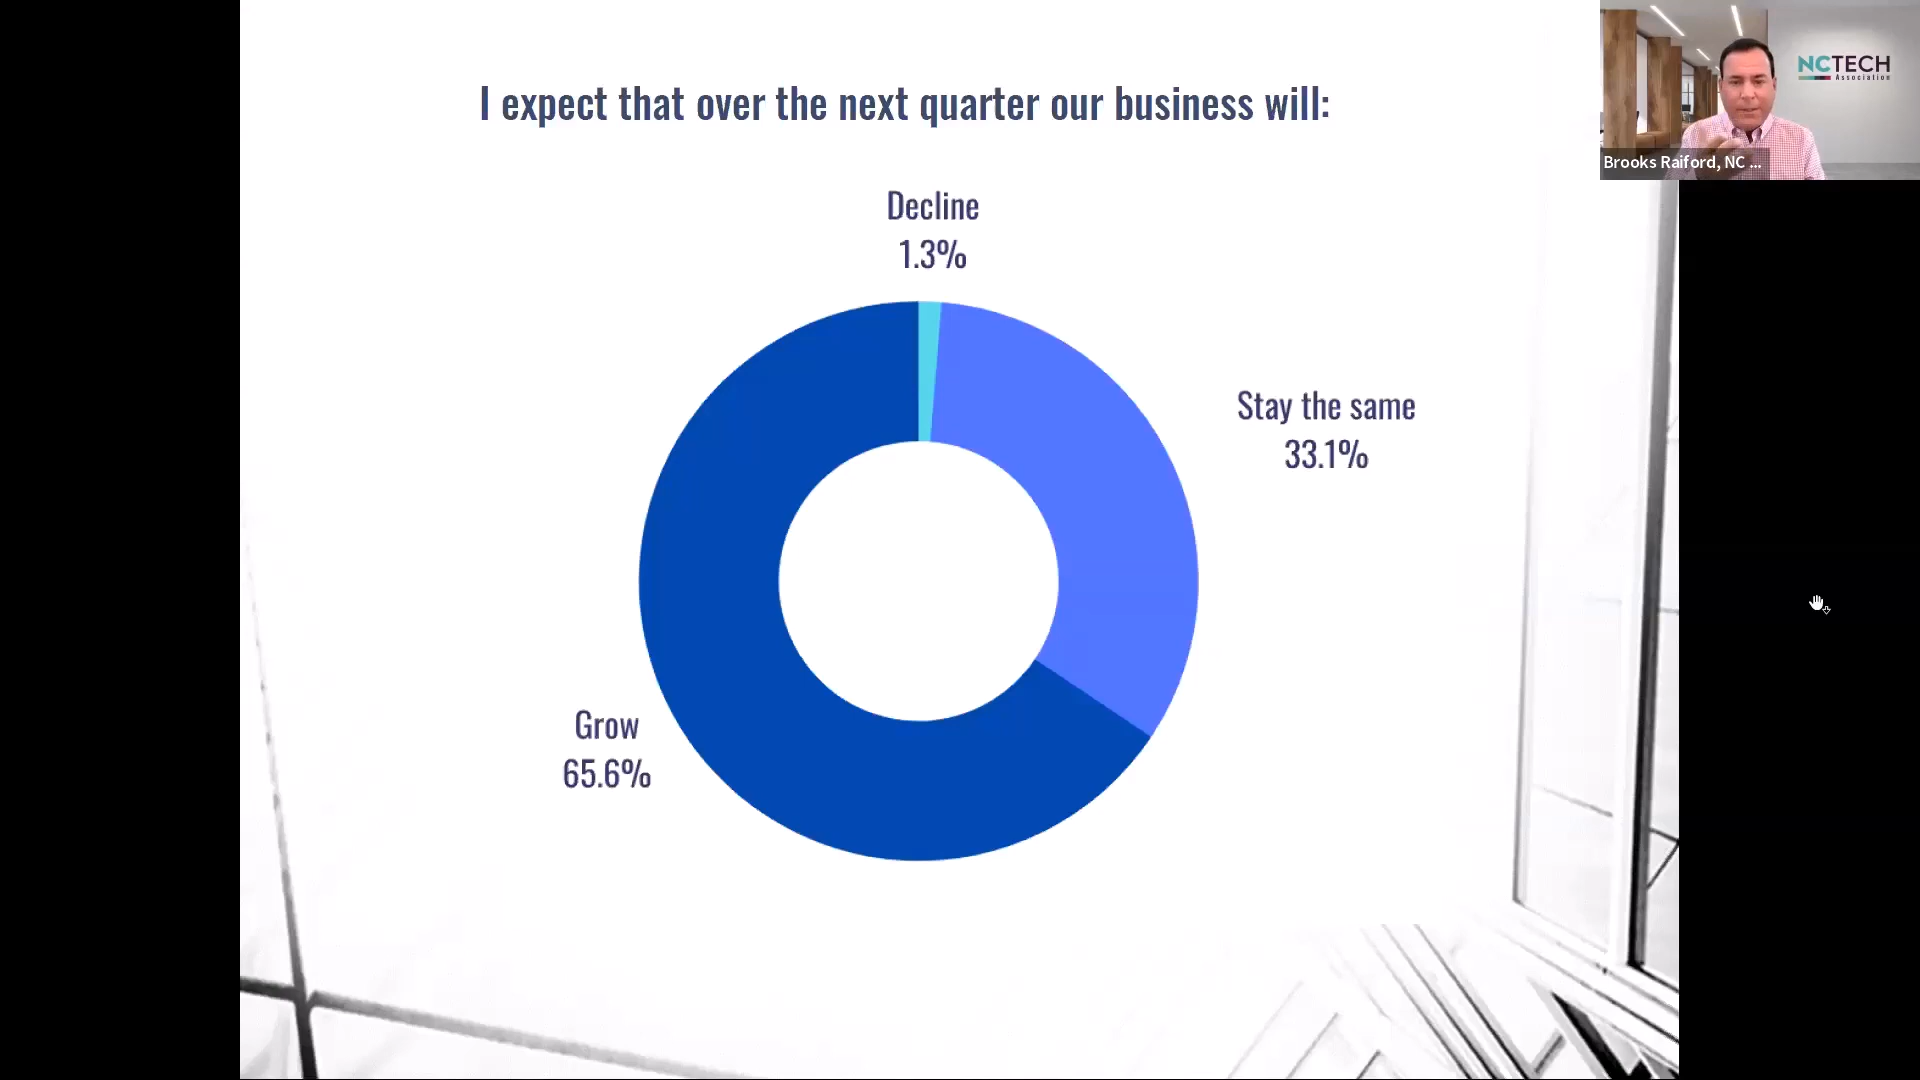 I expect that over the next quarter our business will:
NCTECH
Association
Brooks Raiford, NC ...
Decline
1.3%
Stay the same
33.1%
Grow
65.6%